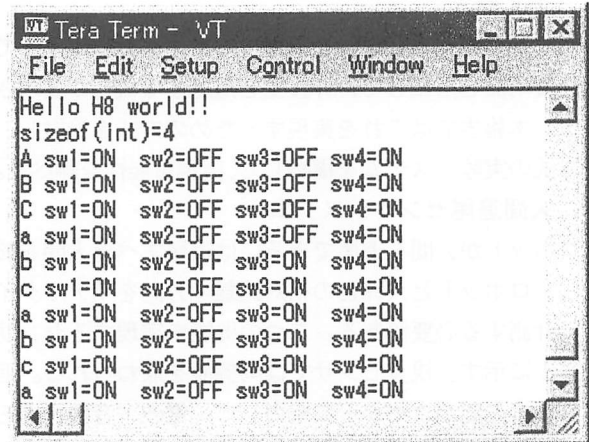 Tera Term - VT
File Edit Setup Control Window Help
Hello H8 world!!
sizeof(int)=4
A sw1=ON sw2=OFF sw3=OFF sw4=ON
B sw1=ON sw2=OFF sw3=OFF sw4=ON
C sw1=ON sw2=OFF sw3=OFF sw4=ON
a sw1=ON sw2=OFF sw3=OFF sw4=ON
b sw1=ON sw2=OFF sw3=ON sw4=ON
c sw1=ON sw2=OFF sw3=ON sw4=ON
a sw1=ON sw2=OFF sw3=ON sw4=ON
b sw1=ON sw2=OFF sw3=ON sw4=ON
c sw1=ON sw2=OFF sw3=ON sw4=ON
a sw1=ON sw2=OFF sw3=ON sw4=ON